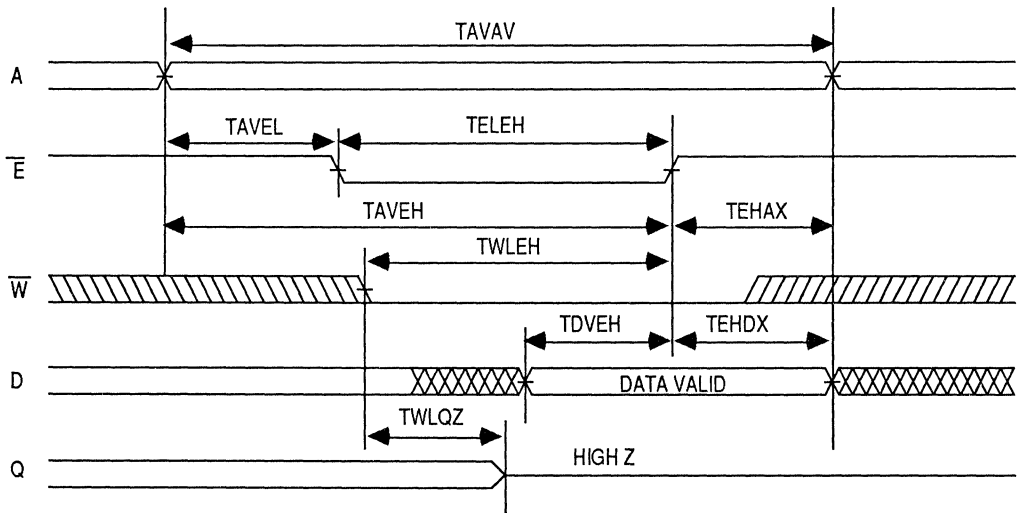 TAVAV
A
TAVEL TELEH
E
TAVEH TEHAX
TWLEH
W
TDVEH TEHDX
D DATA VALID
TWLQZ
Q HIGH Z